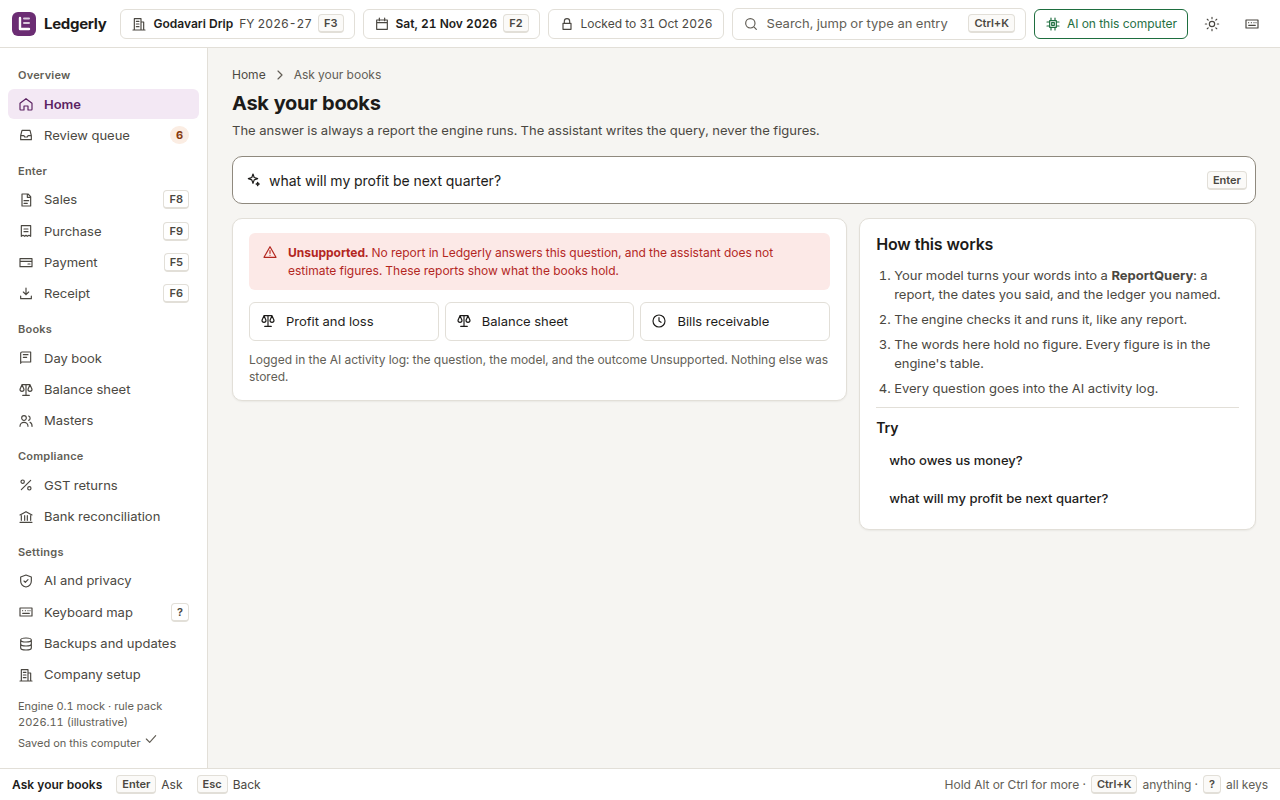 Ledgerly
Godavari Drip FY 2026-27 F3
Sat, 21 Nov 2026 F2
Locked to 31 Oct 2026
Search, jump or type an entry Ctrl+K
AI on this computer
Overview
Home
Review queue 6
Enter
Sales F8
Purchase F9
Payment F5
Receipt F6
Books
Day book
Balance sheet
Masters
Compliance
GST returns
Bank reconciliation
Settings
AI and privacy
Keyboard map ?
Backups and updates
Company setup
Engine 0.1 mock · rule pack
2026.11 (illustrative)
Saved on this computer
Home > Ask your books
Ask your books
The answer is always a report the engine runs. The assistant writes the query, never the figures.
what will my profit be next quarter? Enter
Unsupported. No report in Ledgerly answers this question, and the assistant does not
estimate figures. These reports show what the books hold.
Profit and loss
Balance sheet
Bills receivable
Logged in the AI activity log: the question, the model, and the outcome Unsupported. Nothing else was
stored.
How this works
1. Your model turns your words into a ReportQuery: a
report, the dates you said, and the ledger you named.
2. The engine checks it and runs it, like any report.
3. The words here hold no figure. Every figure is in the
engine's table.
4. Every question goes into the AI activity log.
Try
who owes us money?
what will my profit be next quarter?
Ask your books Enter Ask Esc Back
Hold Alt or Ctrl for more · Ctrl+K anything · ? all keys